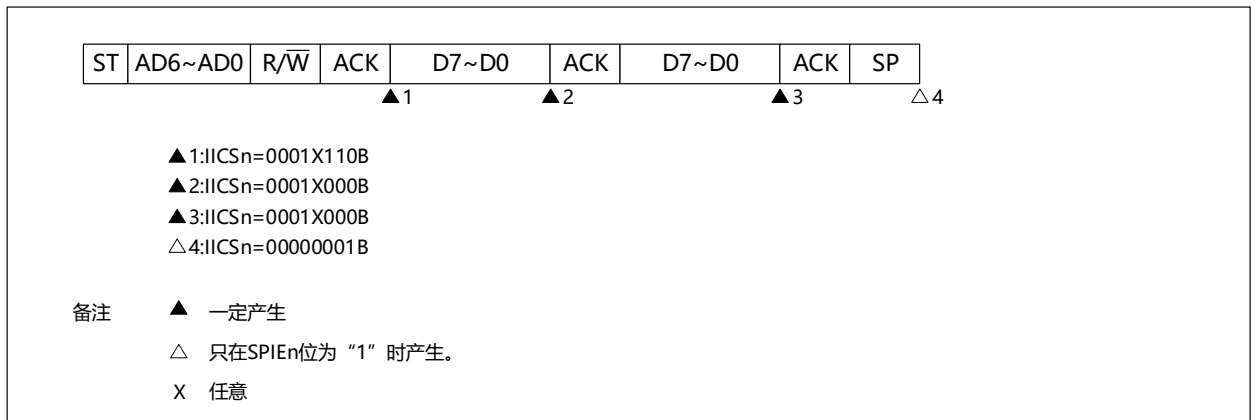 ST AD6~AD0 R/W̅ ACK D7~D0 ACK D7~D0 ACK SP
▲1 ▲2 ▲3 △4
▲1:IICSn=0001X110B
▲2:IICSn=0001X000B
▲3:IICSn=0001X000B
△4:IICSn=00000001B
备注 ▲ 一定产生
△ 只在SPIEn位为“1”时产生。
X 任意